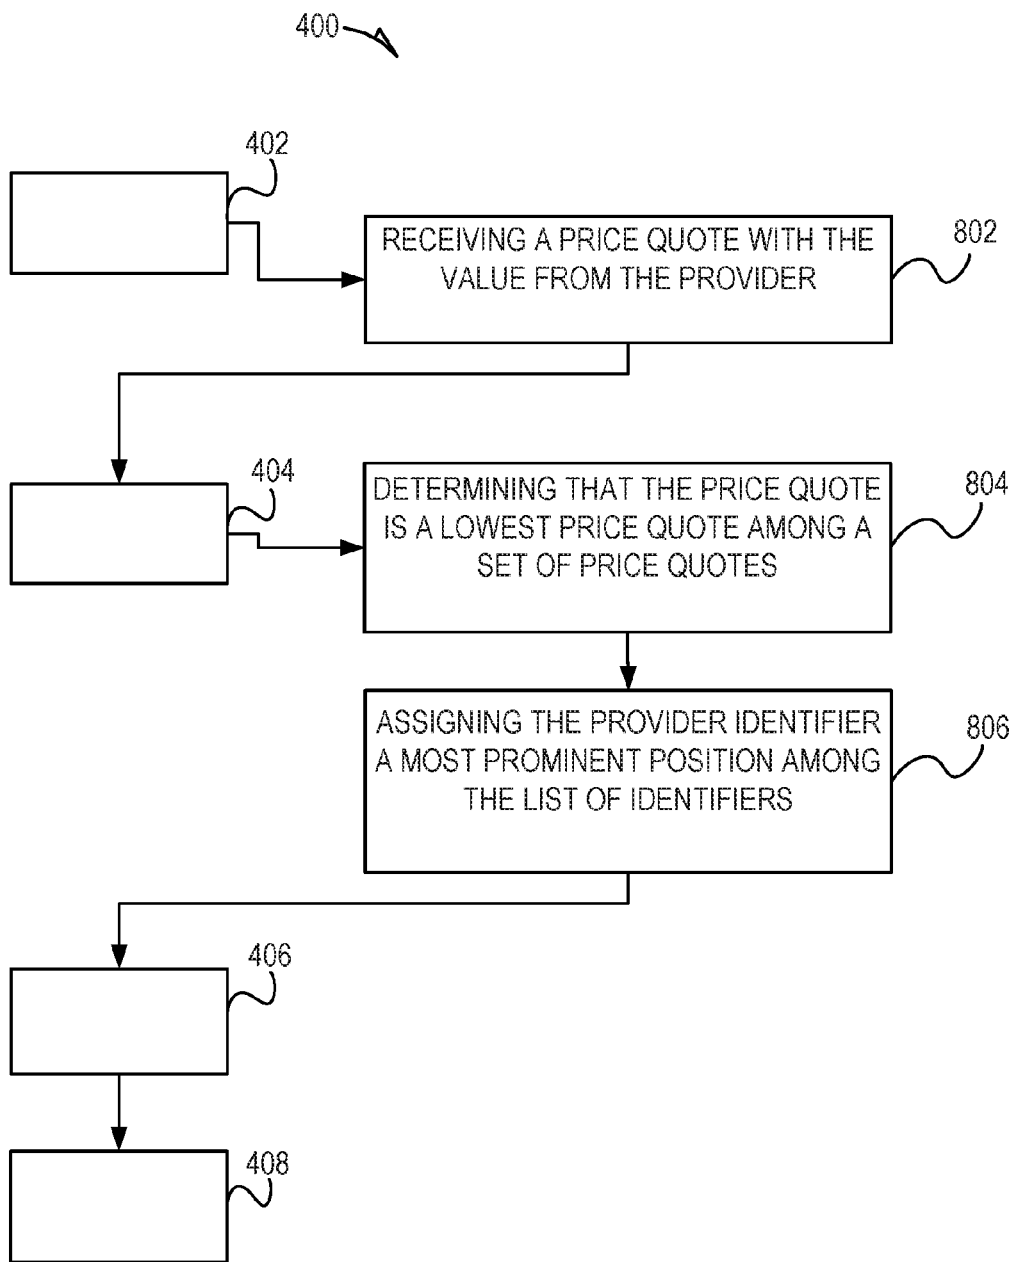 400
402
RECEIVING A PRICE QUOTE WITH THE
VALUE FROM THE PROVIDER
802
404
DETERMINING THAT THE PRICE QUOTE
IS A LOWEST PRICE QUOTE AMONG A
SET OF PRICE QUOTES
804
ASSIGNING THE PROVIDER IDENTIFIER
A MOST PROMINENT POSITION AMONG
THE LIST OF IDENTIFIERS
806
406
408